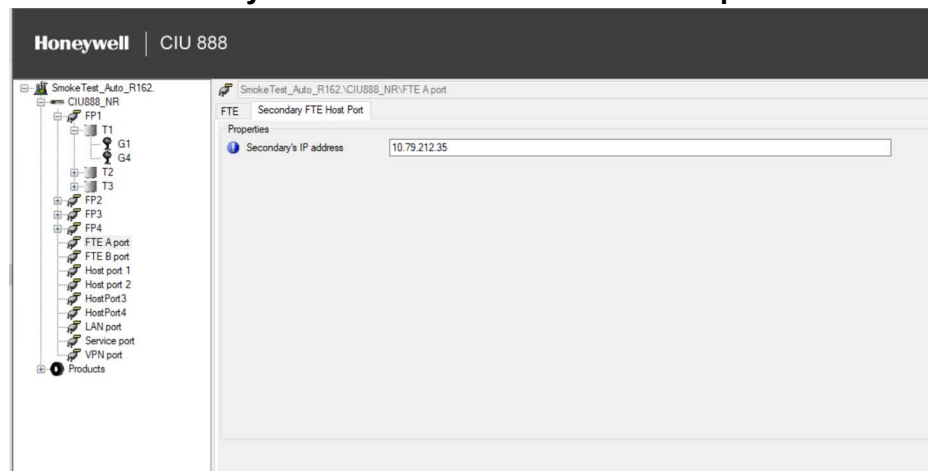 Honeywell | CIU 888
SmokeTest_Auto_R162.
CIU888_NR
FP1
T1
G1
G4
T2
T3
FP2
FP3
FP4
FTE A port
FTE B port
Host port 1
Host port 2
HostPort3
HostPort4
LAN port
Service port
VPN port
Products
SmokeTest_Auto_R162.\CIU888_NR\FTE A port
FTE Secondary FTE Host Port
Properties
Secondary's IP address 10.79.212.35